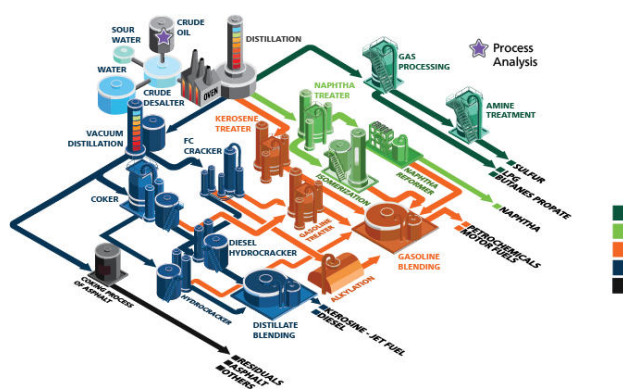 CRUDE
OIL
SOUR
WATER
DISTILLATION
Process
Analysis
GAS
PROCESSING
WATER
CRUDE
DESALTER
OVEN
NAPHTHA
TREATER
AMINE
TREATMENT
KEROSENE
TREATER
VACUUM
DISTILLATION
FC
CRACKER
ISOMERIZATION
NAPHTHA
REFORMER
SULFUR
LPG
BUTANES PROPATE
NAPHTHA
COKER
GASOLINE
TREATER
PETROCHEMICALS
MOTOR FUELS
DIESEL
HYDROCRACKER
GASOLINE
BLENDING
ALKYLATION
COKING PROCESS
OF ASPHALT
HYDROCRACKER
DISTILLATE
BLENDING
KEROSINE - JET FUEL
DIESEL
RESIDUALS
ASPHALT
OTHERS